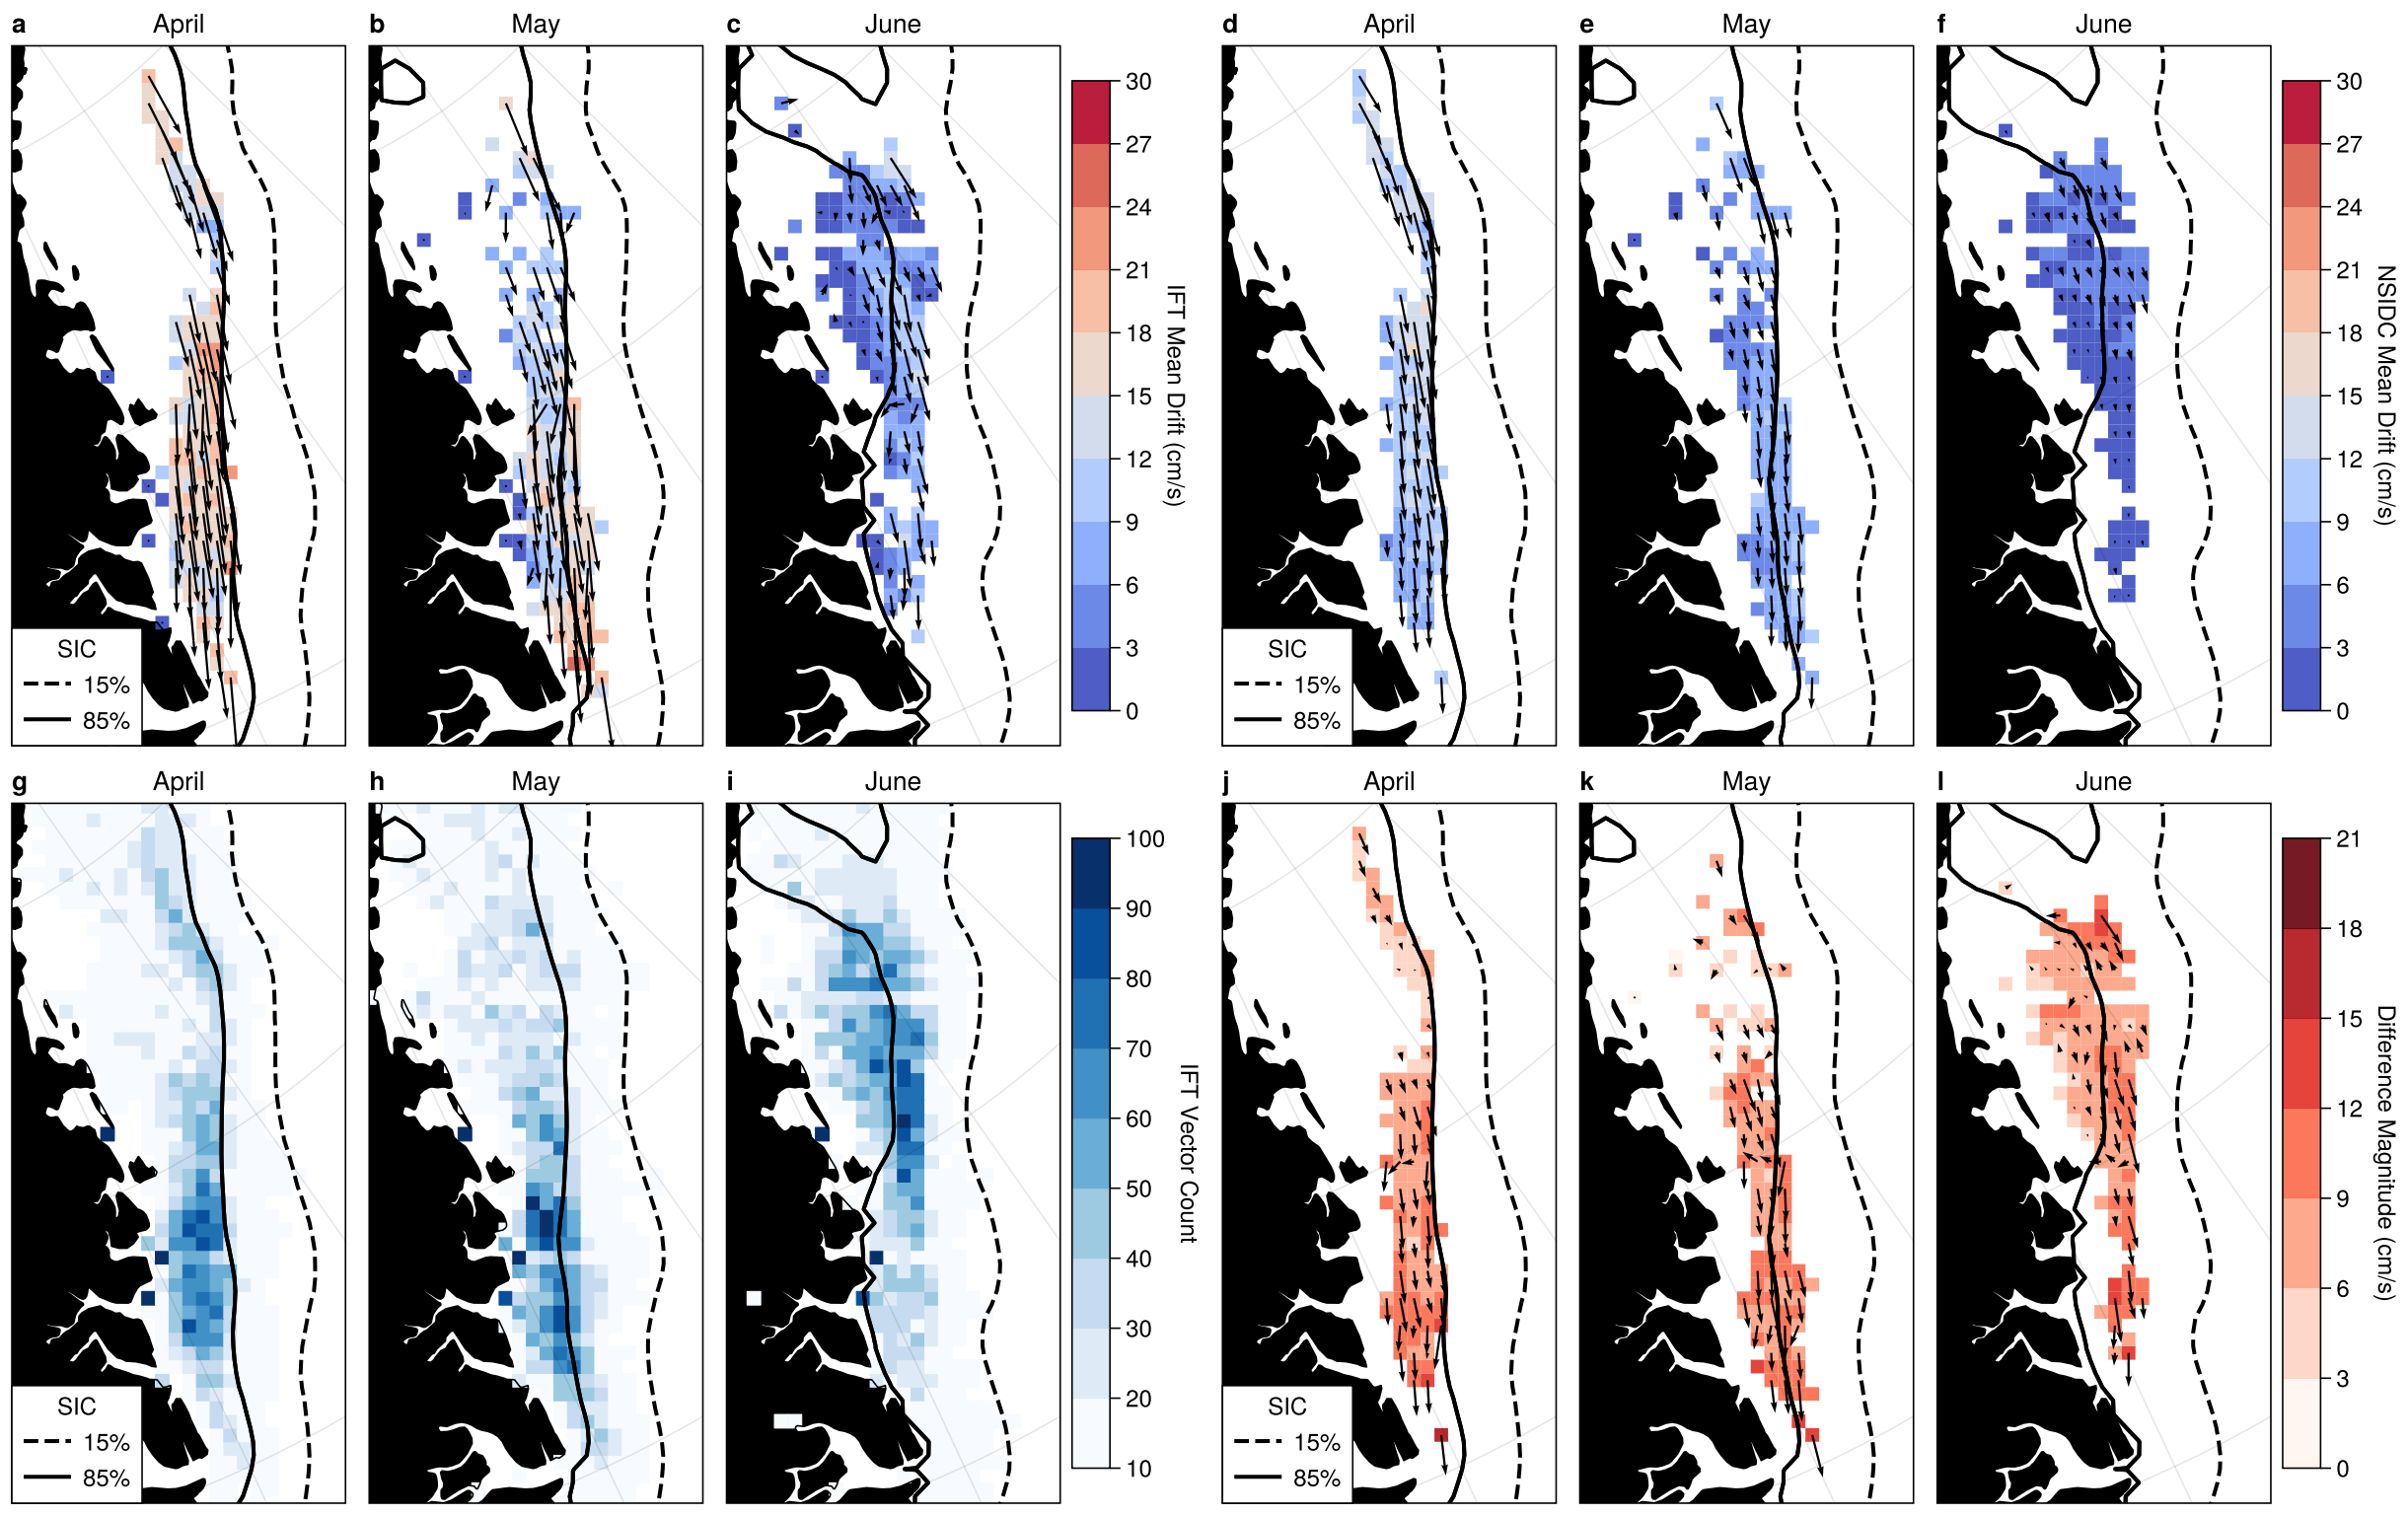 a April
b May
c June
d April
e May
f June
30
27
24
21
18
15
12
9
6
3
0
IFT Mean Drift (cm/s)
30
27
24
21
18
15
12
9
6
3
0
NSIDC Mean Drift (cm/s)
SIC
15%
85%
SIC
15%
85%
g April
h May
i June
j April
k May
l June
100
90
80
70
60
50
40
30
20
10
IFT Vector Count
21
18
15
12
9
6
3
0
Difference Magnitude (cm/s)
SIC
15%
85%
SIC
15%
85%